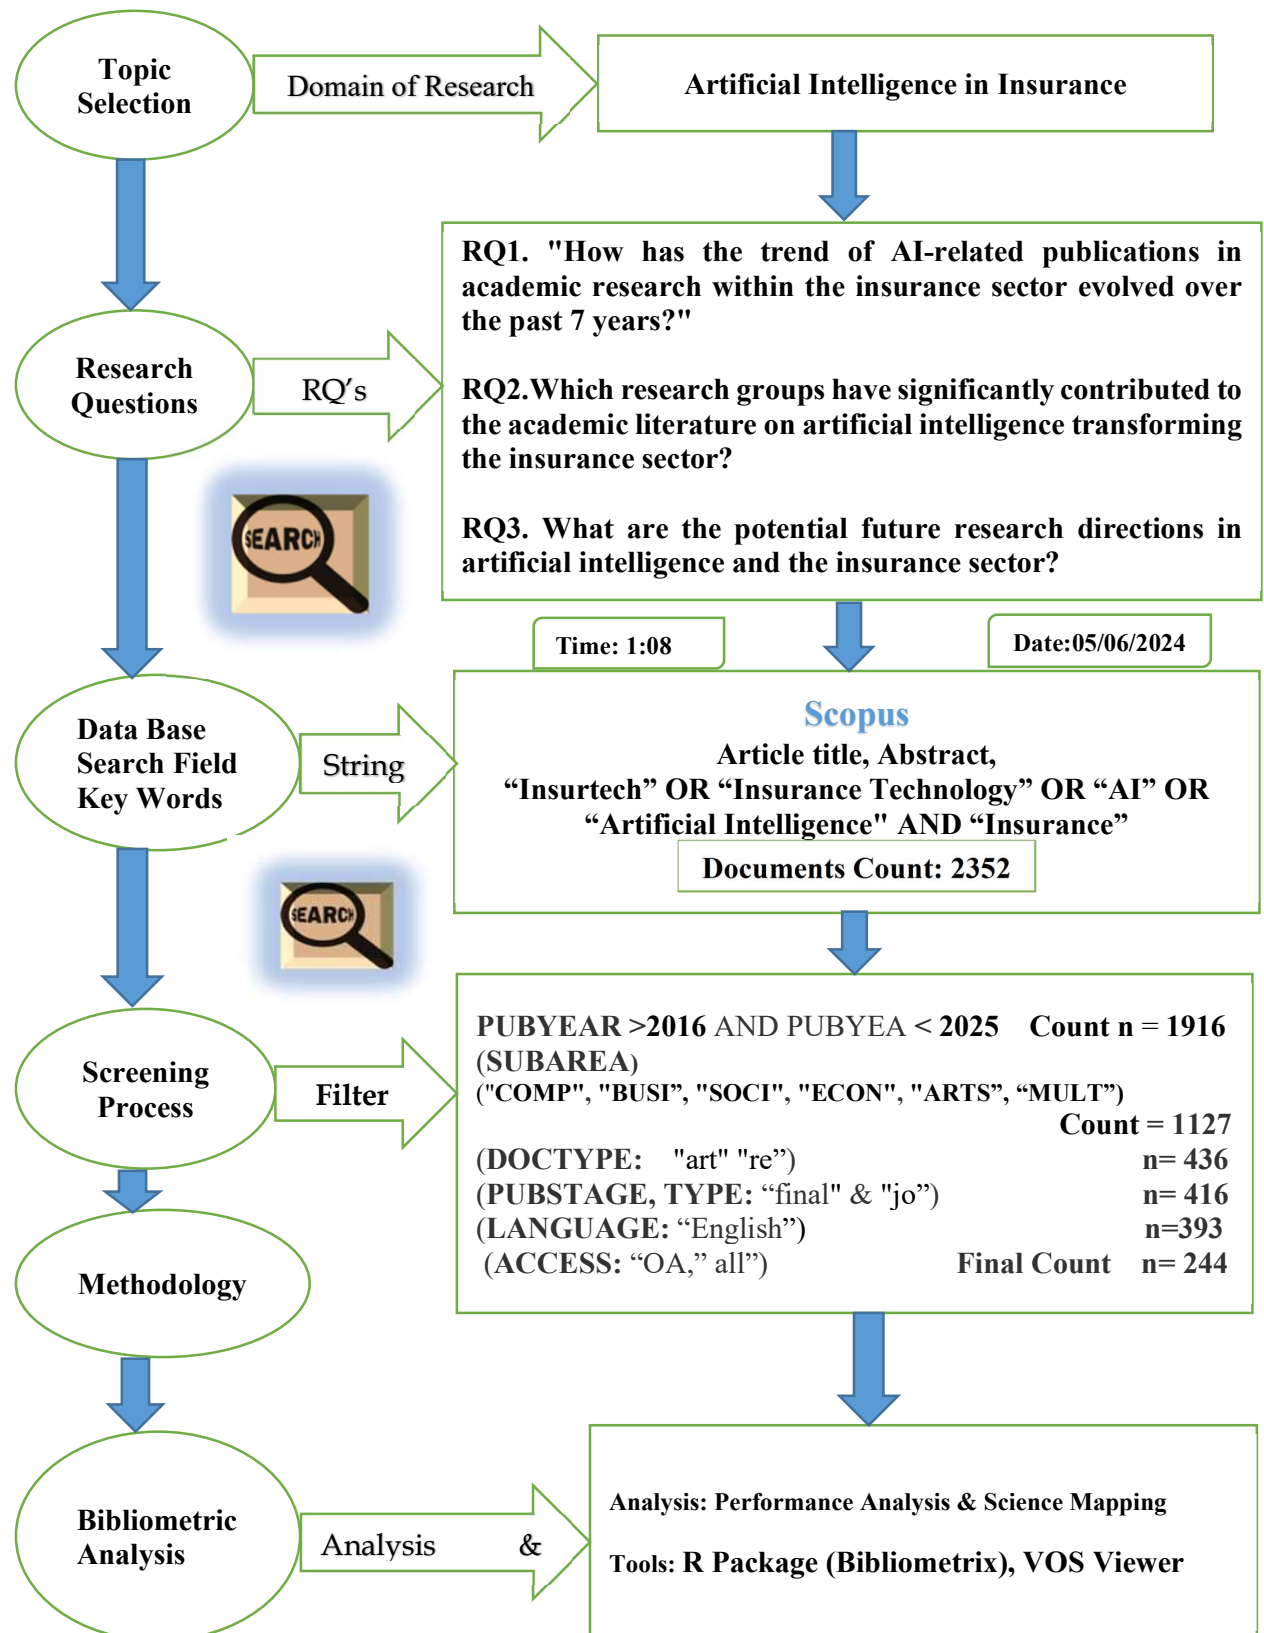 Topic
Selection
Domain of Research
Artificial Intelligence in Insurance
RQ1. "How has the trend of AI-related publications in
academic research within the insurance sector evolved over
the past 7 years?"
Research
Questions
RQ's
RQ2.Which research groups have significantly contributed to
the academic literature on artificial intelligence transforming
the insurance sector?
RQ3. What are the potential future research directions in
artificial intelligence and the insurance sector?
SEARCH
Time: 1:08
Date:05/06/2024
Data Base
Search Field
Key Words
String
Scopus
Article title, Abstract,
“Insurtech” OR “Insurance Technology” OR “AI” OR
“Artificial Intelligence" AND “Insurance”
Documents Count: 2352
SEARCH
Screening
Process
Filter
PUBYEAR >2016 AND PUBYEA < 2025 Count n = 1916
(SUBAREA)
("COMP", "BUSI”, "SOCI", "ECON", "ARTS”, “MULT”)
Count = 1127
(DOCTYPE: "art" "re”) n= 436
(PUBSTAGE, TYPE: “final" & "jo”) n= 416
(LANGUAGE: “English”) n=393
(ACCESS: “OA,” all”) Final Count n= 244
Methodology
Bibliometric
Analysis
Analysis &
Analysis: Performance Analysis & Science Mapping
Tools: R Package (Bibliometrix), VOS Viewer